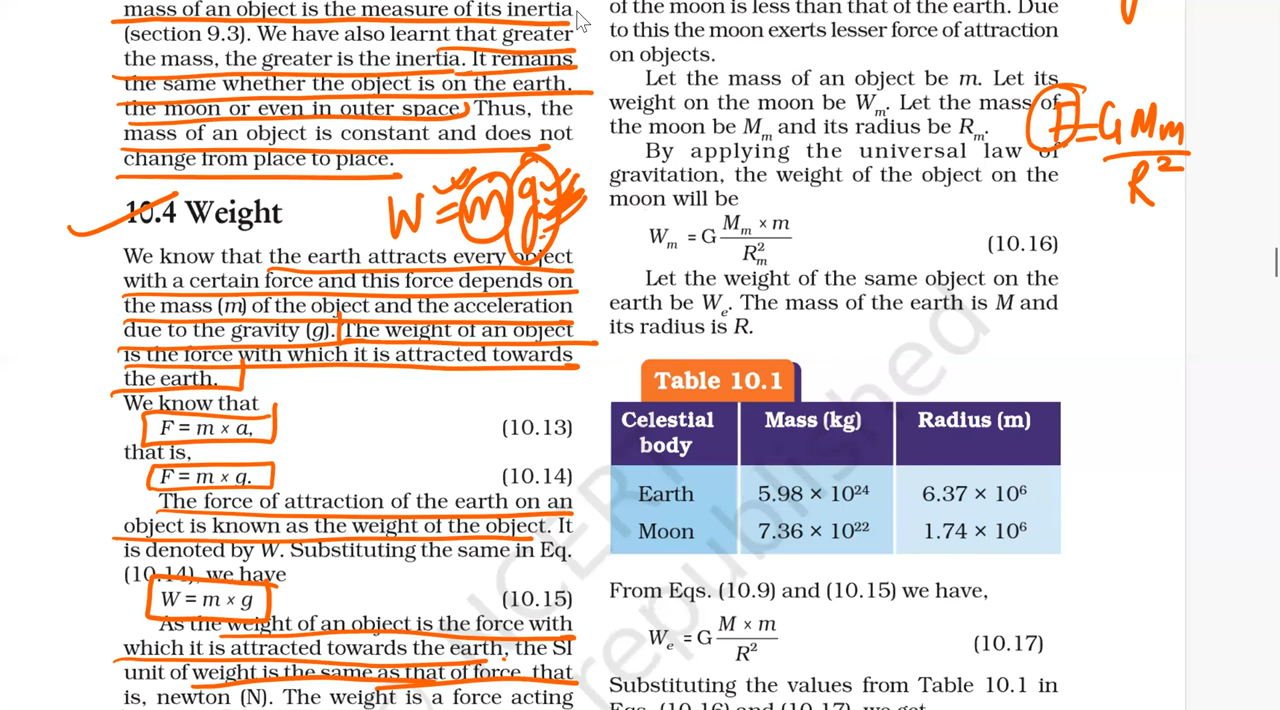 mass of an object is the measure of its inertia
(section 9.3). We have also learnt that greater
the mass, the greater is the inertia. It remains
the same whether the object is on the earth,
the moon or even in outer space. Thus, the
mass of an object is constant and does not
change from place to place.
W = mg
10.4 Weight
We know that the earth attracts every object
with a certain force and this force depends on
the mass (m) of the object and the acceleration
due to the gravity (g). The weight of an object
is the force with which it is attracted towards
the earth.
We know that
F = m × a, (10.13)
that is,
F = m × g. (10.14)
The force of attraction of the earth on an
object is known as the weight of the object. It
is denoted by W. Substituting the same in Eq.
(10.14), we have
W = m × g (10.15)
As the weight of an object is the force with
which it is attracted towards the earth, the SI
unit of weight is the same as that of force, that
is, newton (N). The weight is a force acting
of the moon is less than that of the earth. Due
to this the moon exerts lesser force of attraction
on objects.
Let the mass of an object be m. Let its
weight on the moon be Wₘ. Let the mass of
the moon be Mₘ and its radius be Rₘ.
F = G Mm
R²
By applying the universal law of
gravitation, the weight of the object on the
moon will be
Wₘ = G Mₘ × m / Rₘ² (10.16)
Let the weight of the same object on the
earth be Wₑ. The mass of the earth is M and
its radius is R.
Table 10.1
Celestial body Mass (kg) Radius (m)
Earth 5.98 × 10²⁴ 6.37 × 10⁶
Moon 7.36 × 10²² 1.74 × 10⁶
From Eqs. (10.9) and (10.15) we have,
Wₑ = G M × m / R² (10.17)
Substituting the values from Table 10.1 in
Eqs. (10.16) and (10.17), we get
NCERT
republished